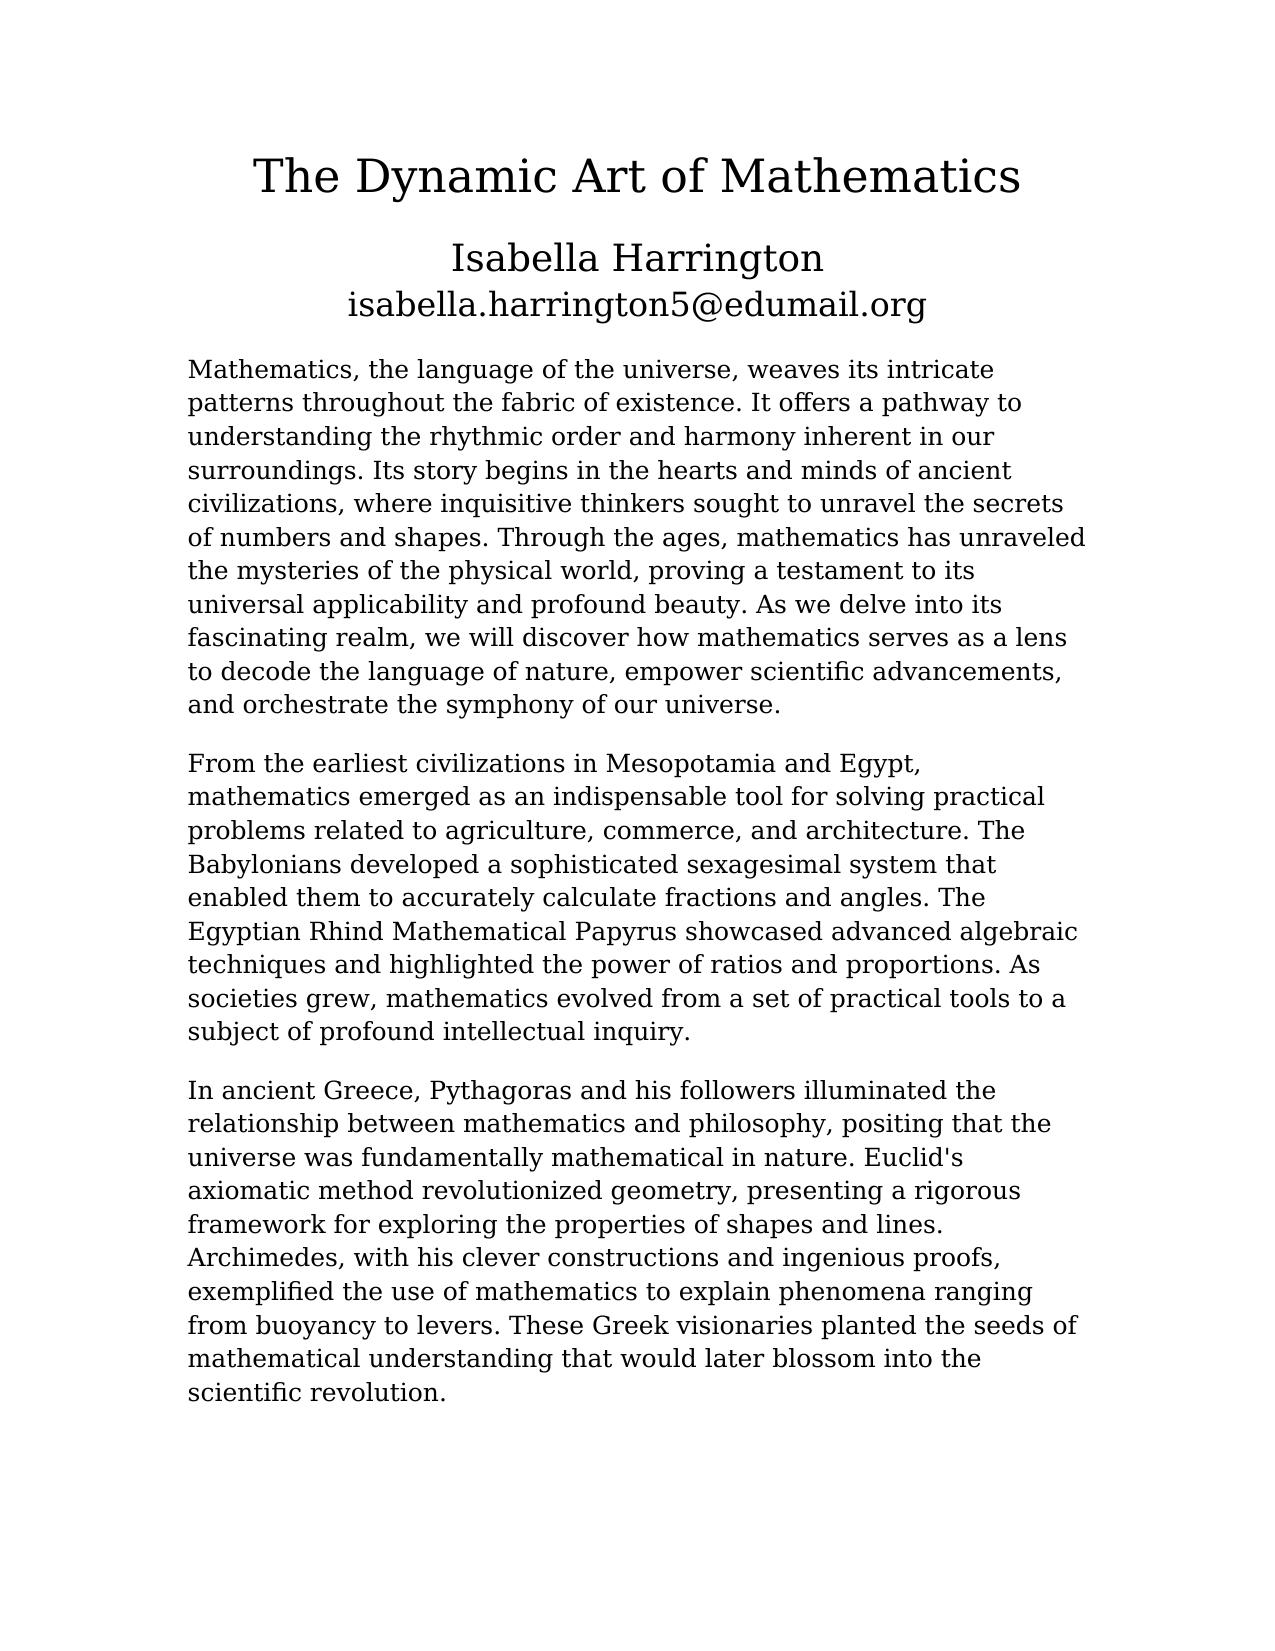 The Dynamic Art of Mathematics
Isabella Harrington
isabella.harrington5@edumail.org
Mathematics, the language of the universe, weaves its intricate
patterns throughout the fabric of existence. It offers a pathway to
understanding the rhythmic order and harmony inherent in our
surroundings. Its story begins in the hearts and minds of ancient
civilizations, where inquisitive thinkers sought to unravel the secrets
of numbers and shapes. Through the ages, mathematics has unraveled
the mysteries of the physical world, proving a testament to its
universal applicability and profound beauty. As we delve into its
fascinating realm, we will discover how mathematics serves as a lens
to decode the language of nature, empower scientific advancements,
and orchestrate the symphony of our universe.
From the earliest civilizations in Mesopotamia and Egypt,
mathematics emerged as an indispensable tool for solving practical
problems related to agriculture, commerce, and architecture. The
Babylonians developed a sophisticated sexagesimal system that
enabled them to accurately calculate fractions and angles. The
Egyptian Rhind Mathematical Papyrus showcased advanced algebraic
techniques and highlighted the power of ratios and proportions. As
societies grew, mathematics evolved from a set of practical tools to a
subject of profound intellectual inquiry.
In ancient Greece, Pythagoras and his followers illuminated the
relationship between mathematics and philosophy, positing that the
universe was fundamentally mathematical in nature. Euclid's
axiomatic method revolutionized geometry, presenting a rigorous
framework for exploring the properties of shapes and lines.
Archimedes, with his clever constructions and ingenious proofs,
exemplified the use of mathematics to explain phenomena ranging
from buoyancy to levers. These Greek visionaries planted the seeds of
mathematical understanding that would later blossom into the
scientific revolution.